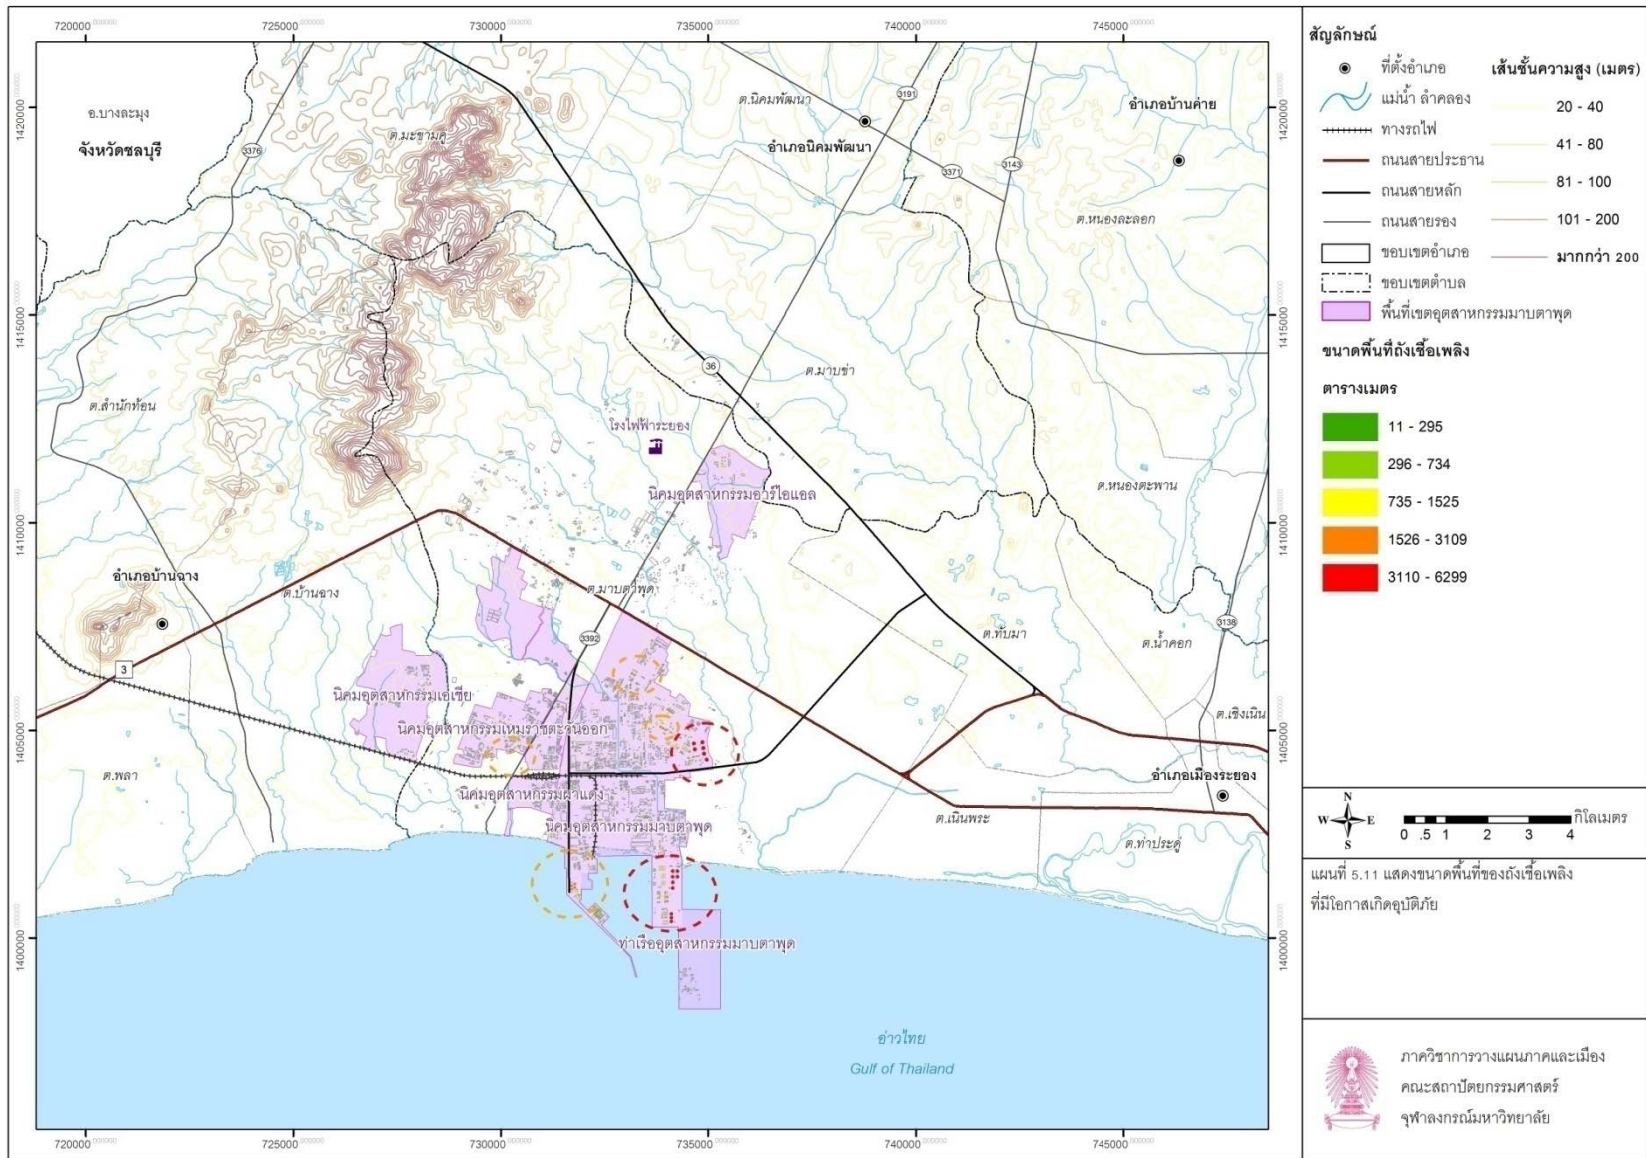 720000
725000
730000
735000
740000
745000
1420000
1415000
1410000
1405000
1400000
อ.บางละมุง
จังหวัดชลบุรี
3376
ต.มะขามคู่
ต.นิคมพัฒนา
3191
อำเภอนิคมพัฒนา
3371
3143
อำเภอบ้านค่าย
ต.หนองละลอก
36
ต.มาบข่า
ต.สำนักท้อน
โรงไฟฟ้าระยอง
นิคมอุตสาหกรรมอาร์ไอแอล
ต.หนองตะพาน
อำเภอบ้านฉาง
ต.บ้านฉาง
ต.มาบตาพุด
3392
3
ต.ทับมา
ต.น้ำคอก
3138
นิคมอุตสาหกรรมเอเชีย
นิคมอุตสาหกรรมเหมราชตะวันออก
ต.เชิงเนิน
ต.พลา
นิคมอุตสาหกรรมผาแดง
นิคมอุตสาหกรรมมาบตาพุด
อำเภอเมืองระยอง
ต.เนินพระ
ต.ท่าประดู่
ท่าเรืออุตสาหกรรมมาบตาพุด
อ่าวไทย
Gulf of Thailand
1420000
1415000
1410000
1405000
1400000
720000
725000
730000
735000
740000
745000
สัญลักษณ์
ที่ตั้งอำเภอ
แม่น้ำ ลำคลอง
ทางรถไฟ
ถนนสายประธาน
ถนนสายหลัก
ถนนสายรอง
ขอบเขตอำเภอ
ขอบเขตตำบล
พื้นที่เขตอุตสาหกรรมมาบตาพุด
เส้นชั้นความสูง (เมตร)
20 - 40
41 - 80
81 - 100
101 - 200
มากกว่า 200
ขนาดพื้นที่ถังเชื้อเพลิง
ตารางเมตร
11 - 295
296 - 734
735 - 1525
1526 - 3109
3110 - 6299
N
W E
S
0 .5 1 2 3 4 กิโลเมตร
แผนที่ 5.11 แสดงขนาดพื้นที่ของถังเชื้อเพลิง
ที่มีโอกาสเกิดอุบัติภัย
ภาควิชาการวางแผนภาคและเมือง
คณะสถาปัตยกรรมศาสตร์
จุฬาลงกรณ์มหาวิทยาลัย